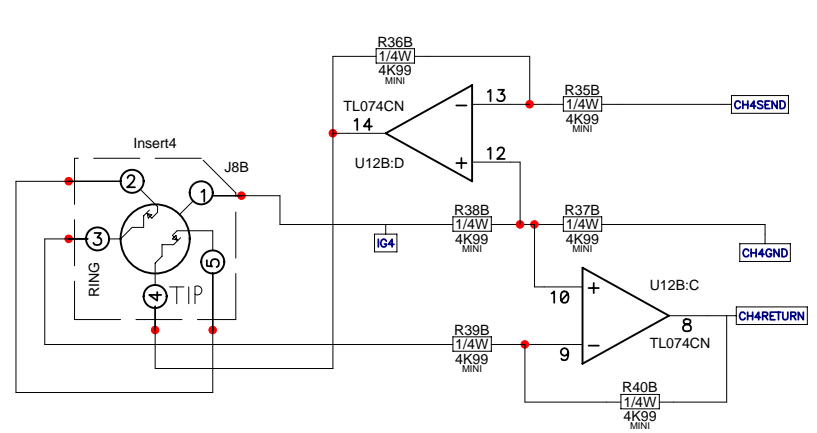 R36B
1/4W
4K99
MINI
TL074CN
14
13
R35B
1/4W
4K99
MINI
CH4SEND
Insert4
J8B
U12B:D
12
2
1
3
5
4
RING
TIP
IG4
R38B
1/4W
4K99
MINI
R37B
1/4W
4K99
MINI
CH4GND
U12B:C
10
8
9
TL074CN
CH4RETURN
R39B
1/4W
4K99
MINI
R40B
1/4W
4K99
MINI